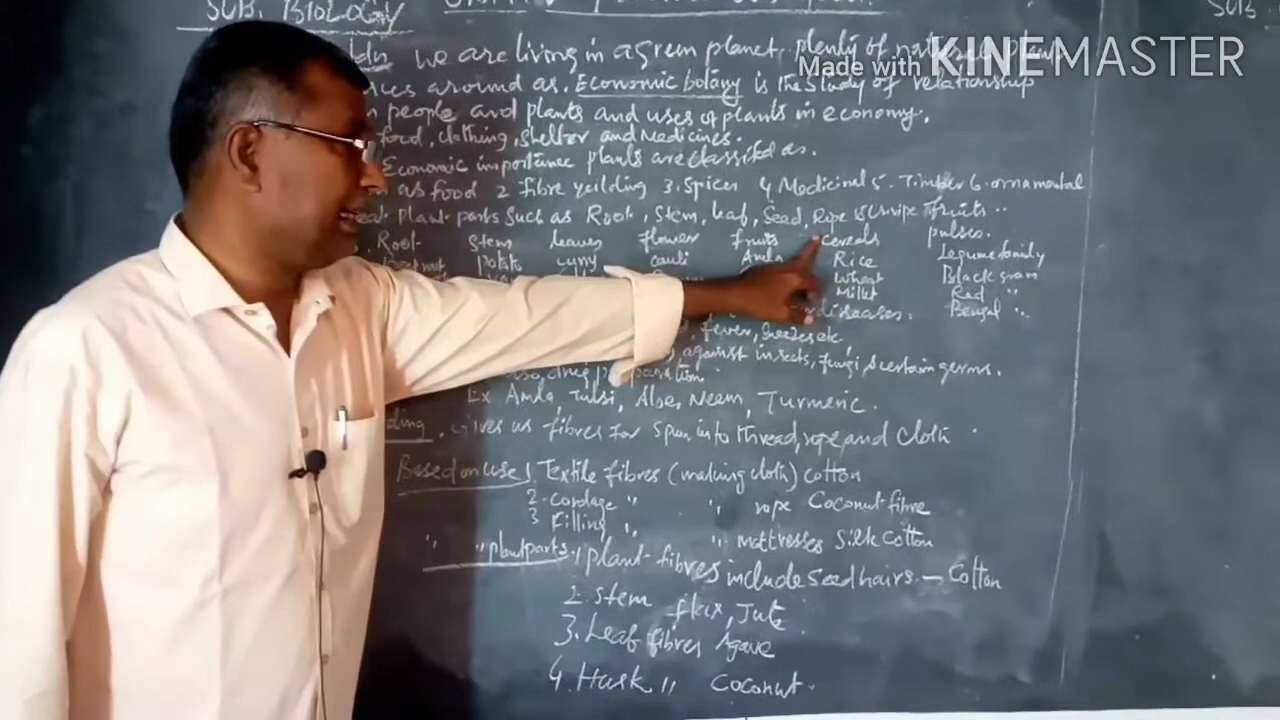 SUB. BIOLOGY
SUB
Made with KINEMASTER
we are living in a green planet. plenty of natural plant
around as. Economic botany is the study of relationship
people and plants and uses of plants in economy.
food, clothing, shelter and Medicines.
Economic importance plants are classified as.
as food 2 Fibre yeilding 3. Spices 4 Medicinal 5. Timber 6. ornamental
plant parts such as Root, Stem, leaf, Seed, Ripe & Unripe fruits ..
Root stem leaves flower fruits cereals pulses.
potato curry cauli Amla Rice Legume family
Wheat Black gram
Millet Red "
diseases. Bengal "
fever, Sneezes etc
against insects, fungi, & certain germs.
drug preparation
Ex Amla, Tulsi, Aloe, Neem, Turmeric.
Gives us fibres for spun into thread, rope and cloth
Based on use 1. Textile fibres (making cloth) cotton
2. Cordage " " rope Coconut fibre
3 Filling " " mattresses Silk Cotton
" " plant parts. 1 plant fibres include Seed hairs — Cotton
2 Stem flax, Jute
3. Leaf fibres Agave
4. Husk " Coconut.